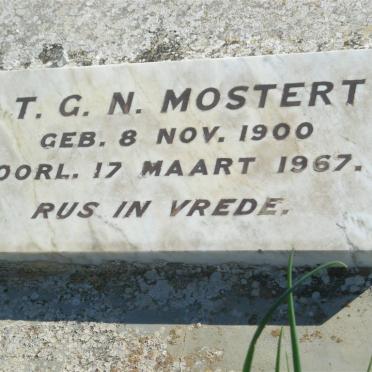 T. G. N. MOSTERT
GEB. 8 NOV. 1900
OORL. 17 MAART 1967.
RUS IN VREDE.